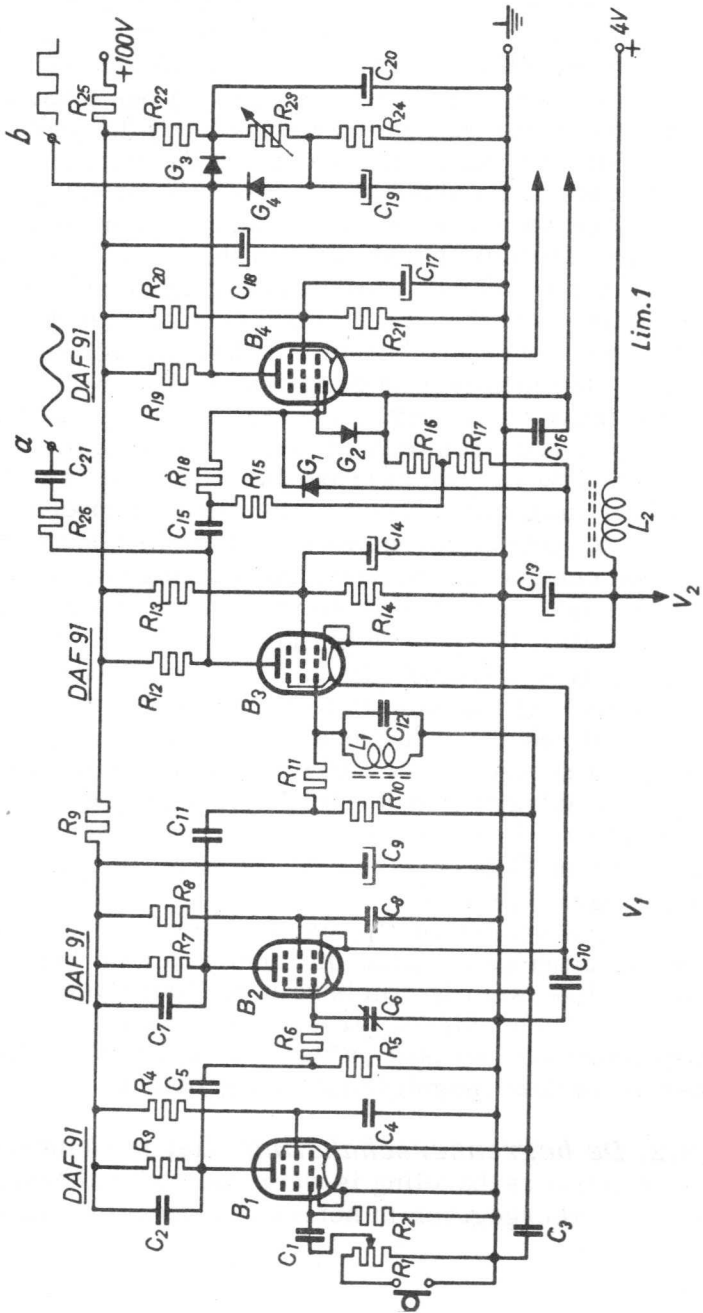 a
b
DAF91
DAF91
DAF91
DAF91
R26
C21
R25
+100V
R9
C2
R3
R4
C5
C7
R7
R8
C11
R12
R13
C15
R18
R15
R19
R20
C18
R22
G3
G4
R23
C20
R24
C19
B1
B2
B3
B4
C1
R1
R2
C4
R6
R5
C6
C8
C9
R11
R10
L1
C12
R14
C14
G1
G2
R16
R17
R21
C17
C3
C10
C13
C16
L2
4V
+
V1
V2
Lim.1